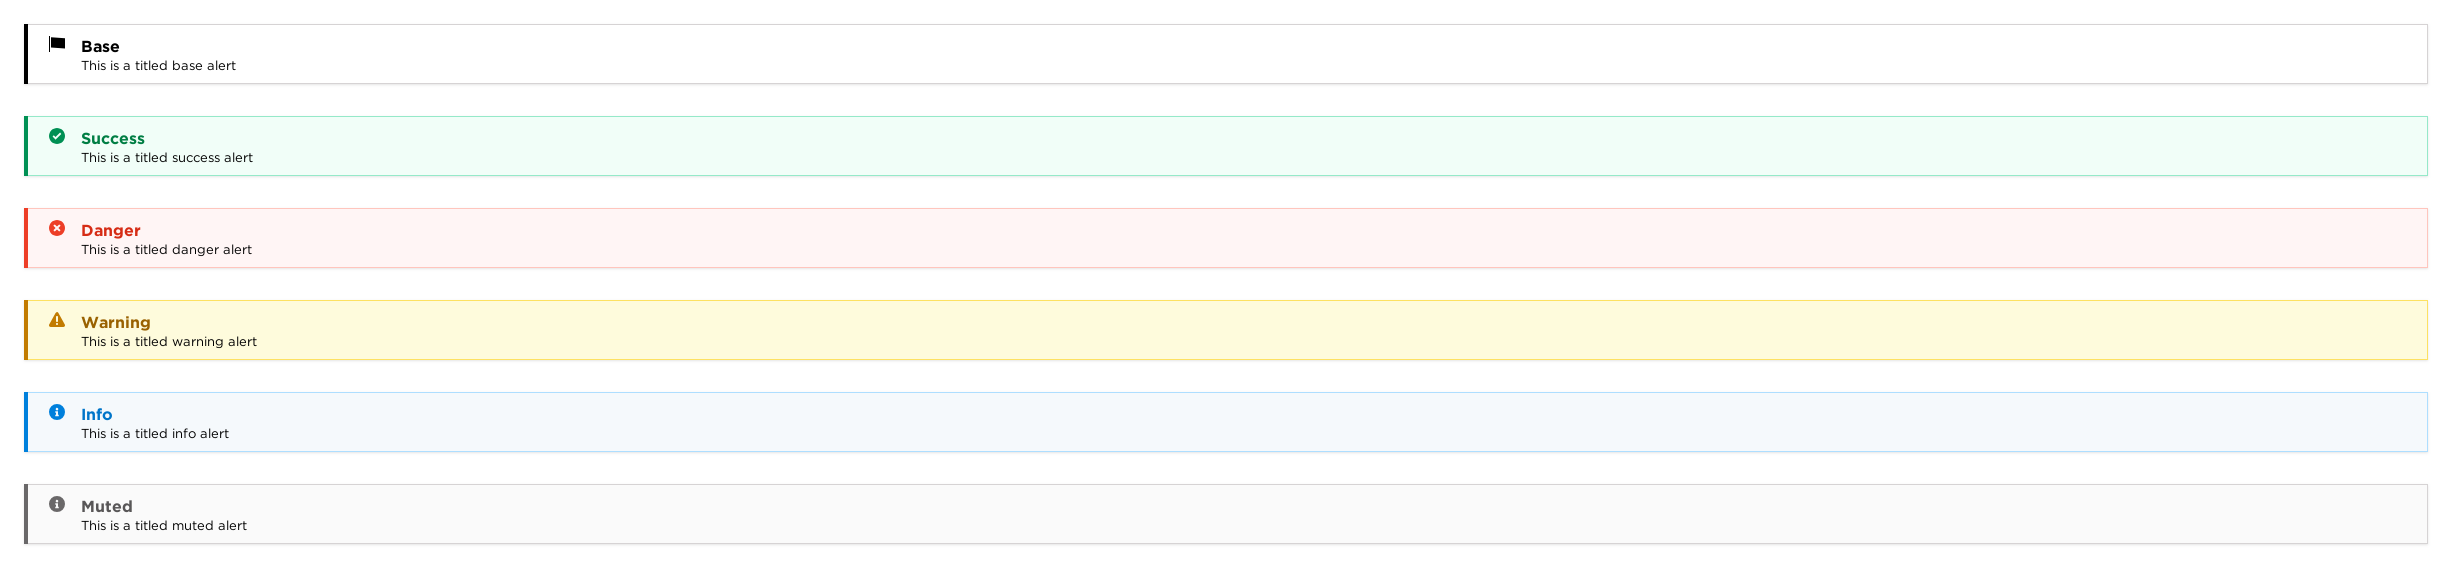 Base
This is a titled base alert
Success
This is a titled success alert
Danger
This is a titled danger alert
Warning
This is a titled warning alert
Info
This is a titled info alert
Muted
This is a titled muted alert